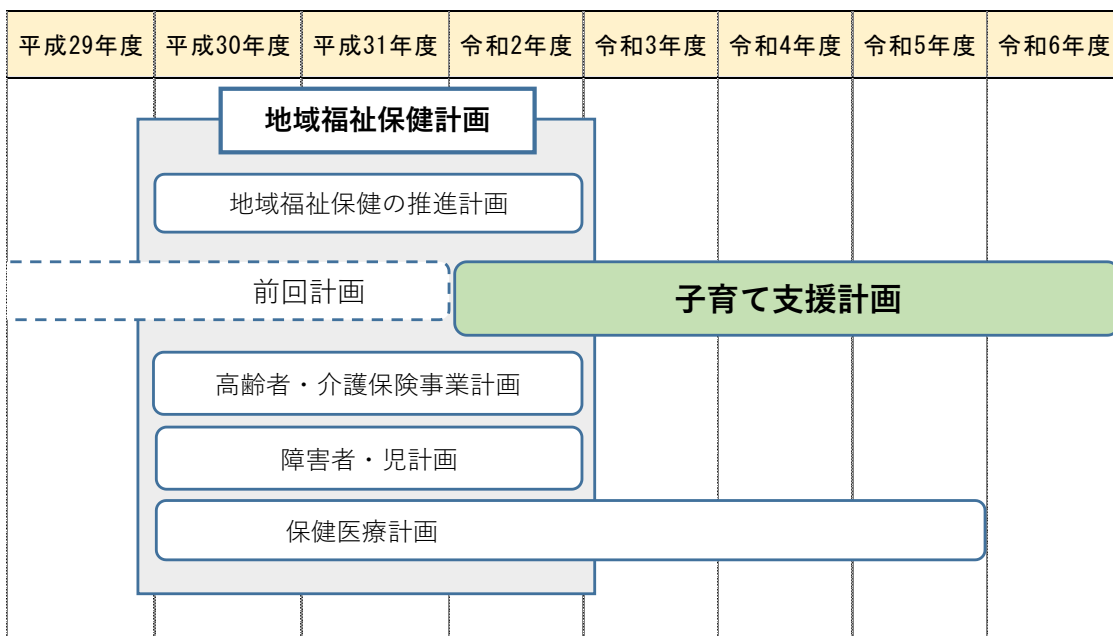 平成29年度 平成30年度 平成31年度 令和2年度 令和3年度 令和4年度 令和5年度 令和6年度
地域福祉保健計画
地域福祉保健の推進計画
前回計画 子育て支援計画
高齢者・介護保険事業計画
障害者・児計画
保健医療計画